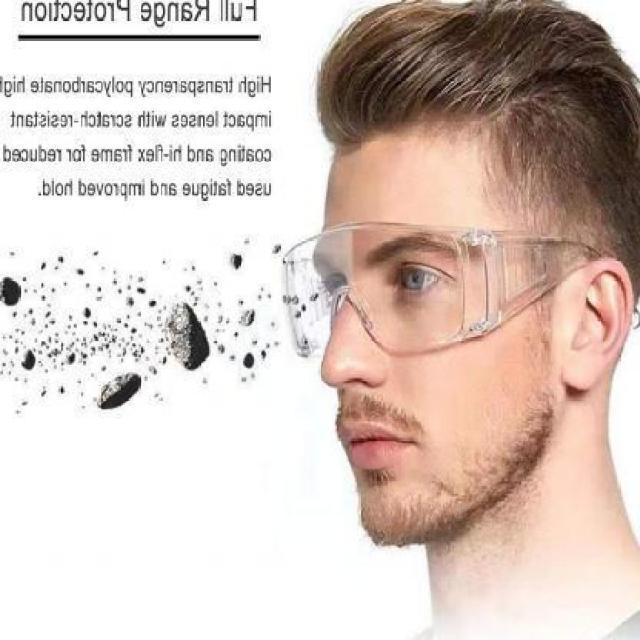 Full Range Protection
High transparency polycarbonate high
impact lenses with scratch-resistant
coating and hi-flex frame for reduced
used fatigue and improved hold.